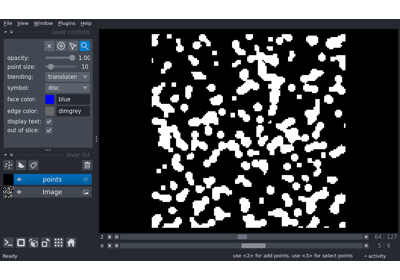 File View Window Plugins Help
layer controls
opacity: 1.00
point size: 10
blending: translucen
symbol: disc
face color: blue
edge color: dimgrey
display text:
out of slice:
layer list
points
Image
2 64 127
0 5 9
Ready use <2> for add points, use <3> for select points activity